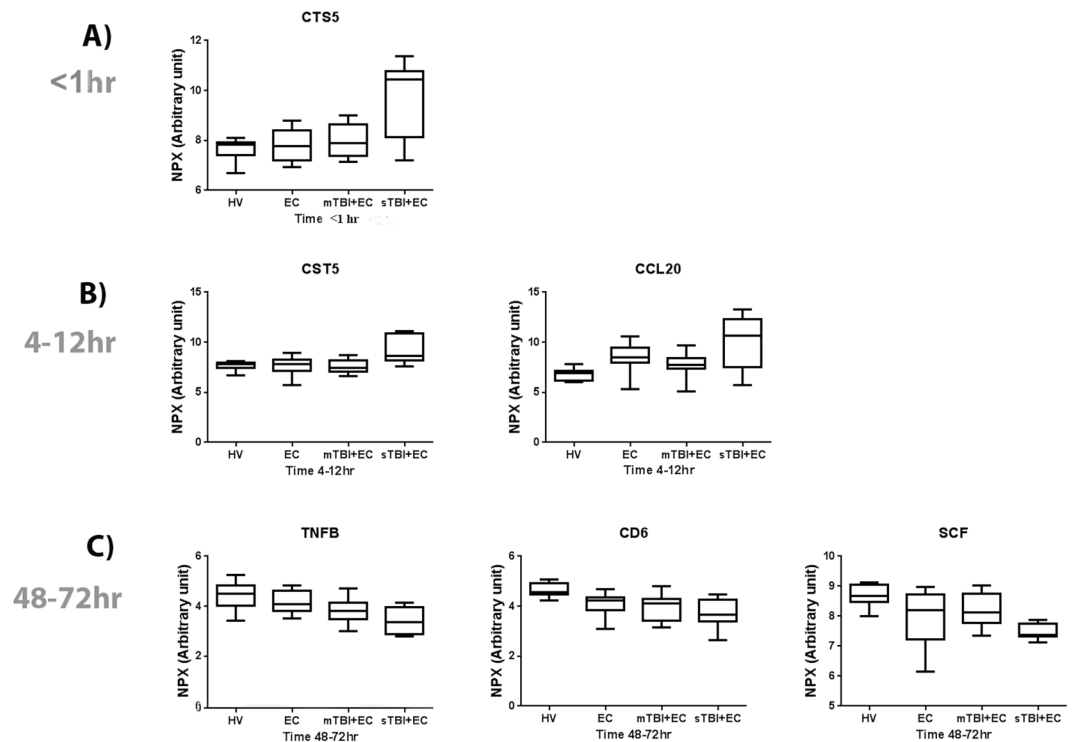 A)
<1hr
CTS5
NPX (Arbitrary unit)
12
10
8
6
HV EC mTBI+EC sTBI+EC
Time <1 hr
B)
4-12hr
CST5
NPX (Arbitrary unit)
15
10
5
0
HV EC mTBI+EC sTBI+EC
Time 4-12hr
CCL20
NPX (Arbitrary unit)
15
10
5
0
HV EC mTBI+EC sTBI+EC
Time 4-12hr
C)
48-72hr
TNFB
NPX (Arbitrary unit)
6
4
2
0
HV EC mTBI+EC sTBI+EC
Time 48-72hr
CD6
NPX (Arbitrary unit)
6
4
2
0
HV EC mTBI+EC sTBI+EC
Time 48-72hr
SCF
NPX (Arbitrary unit)
10
9
8
7
6
5
HV EC mTBI+EC sTBI+EC
Time 48-72hr